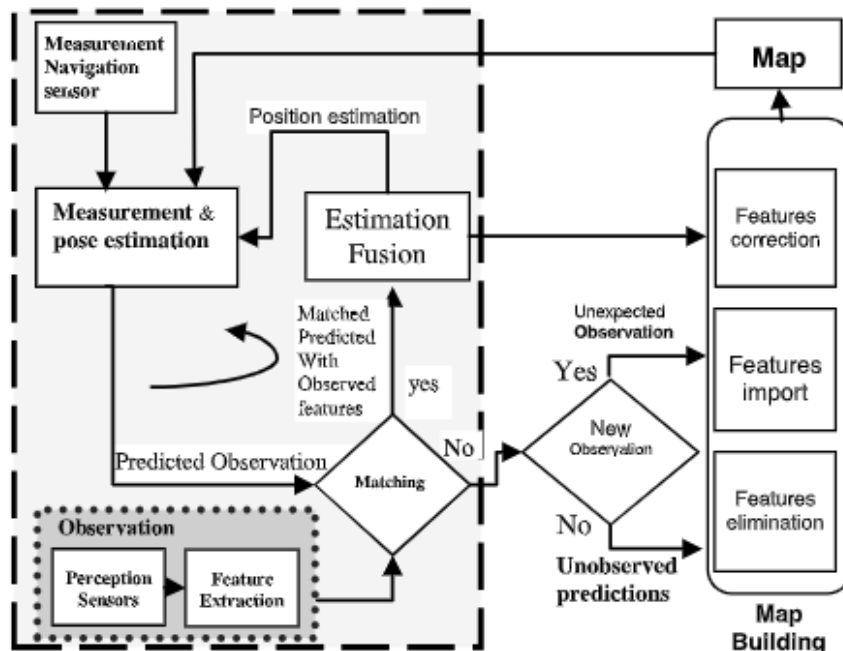 Measurement
Navigation
sensor
Map
Position estimation
Measurement &
pose estimation
Estimation
Fusion
Features
correction
Matched
Predicted
With
Observed
features
yes
Unexpected
Observation
Yes
Features
import
New
Observation
No
Predicted Observation
Matching
No
Features
elimination
Unobserved
predictions
Observation
Perception
Sensors
Feature
Extraction
Map
Building